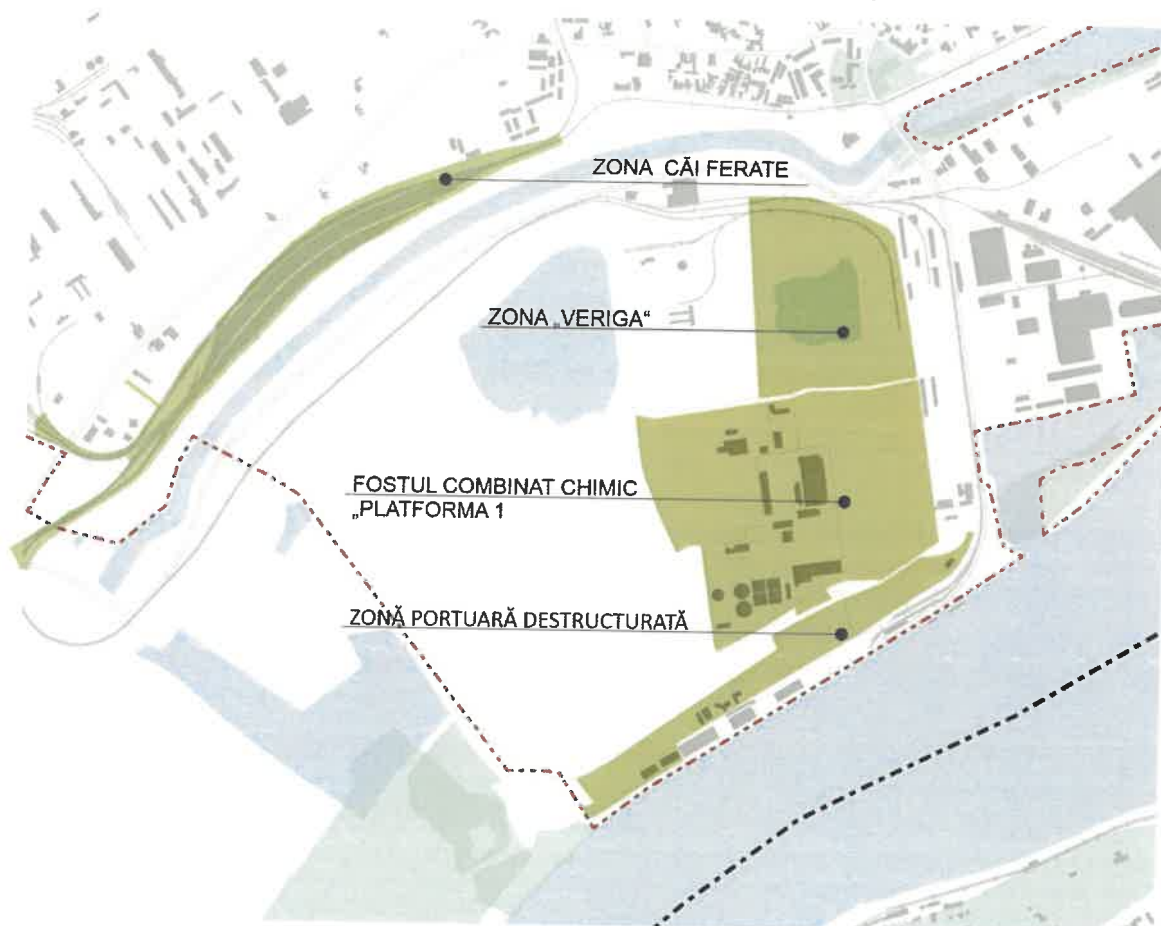 ZONA CĂI FERATE
ZONA „VERIGA“
FOSTUL COMBINAT CHIMIC
„PLATFORMA 1
ZONĂ PORTUARĂ DESTRUCTURATĂ